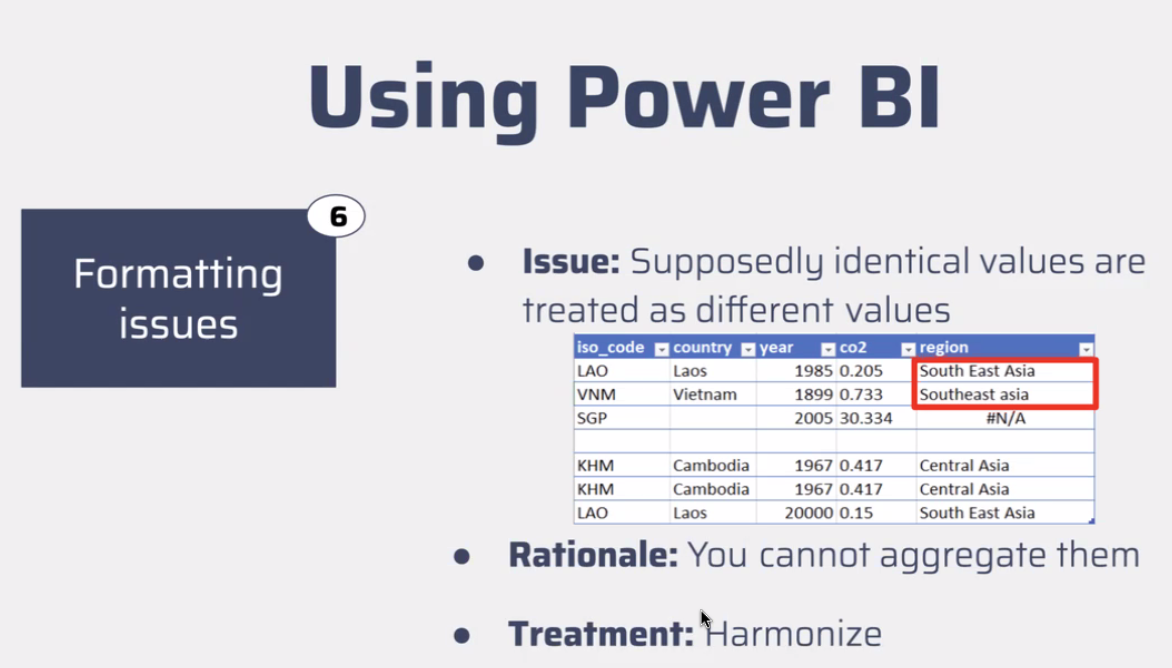 Using Power BI
6
Formatting
issues
● Issue: Supposedly identical values are
treated as different values
iso_code country year co2 region
LAO Laos 1985 0.205 South East Asia
VNM Vietnam 1899 0.733 Southeast asia
SGP 2005 30.334 #N/A
KHM Cambodia 1967 0.417 Central Asia
KHM Cambodia 1967 0.417 Central Asia
LAO Laos 20000 0.15 South East Asia
● Rationale: You cannot aggregate them
● Treatment: Harmonize